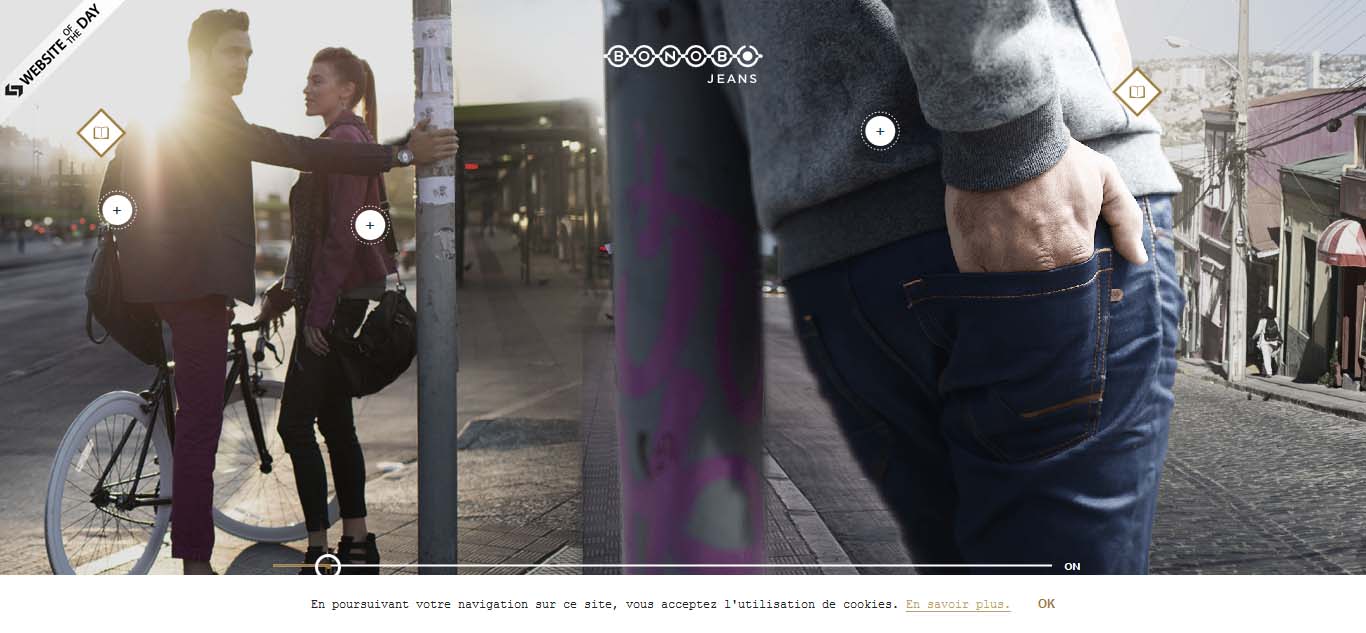 WEBSITE
OF THE
DAY
BONOBO
JEANS
ON
En poursuivant votre navigation sur ce site, vous acceptez l'utilisation de cookies. En savoir plus. OK